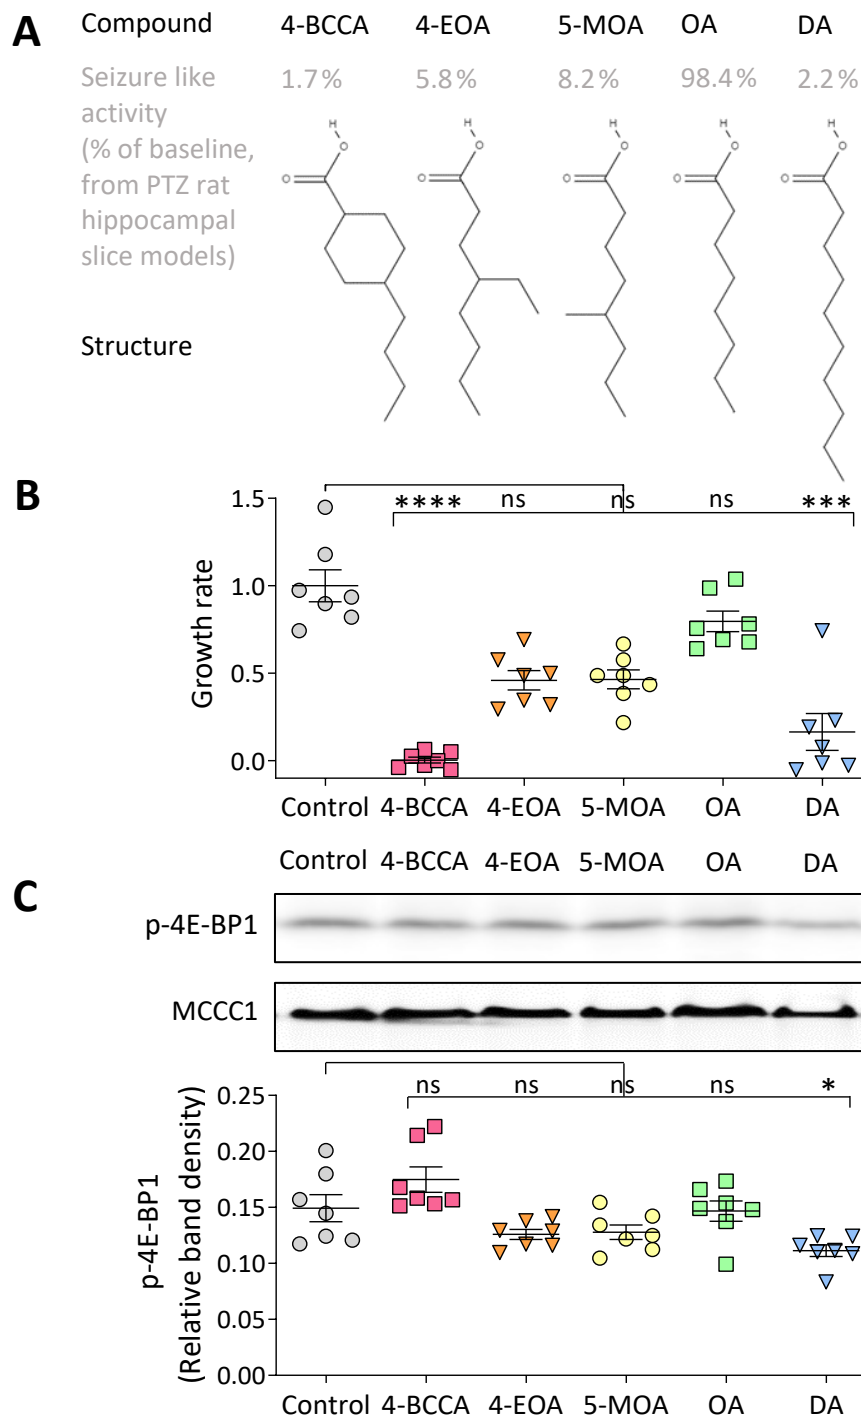 A
Compound 4-BCCA 4-EOA 5-MOA OA DA
Seizure like 1.7% 5.8% 8.2% 98.4% 2.2%
activity
(% of baseline,
from PTZ rat
hippocampal
slice models)
H H H H H
O O O O O
O O O O O
Structure
B
**** ns ns ns ***
Growth rate
1.5
1.0
0.5
0.0
Control 4-BCCA 4-EOA 5-MOA OA DA
C
Control 4-BCCA 4-EOA 5-MOA OA DA
p-4E-BP1
MCCC1
ns ns ns ns *
p-4E-BP1
(Relative band density)
0.25
0.20
0.15
0.10
0.05
0.00
Control 4-BCCA 4-EOA 5-MOA OA DA